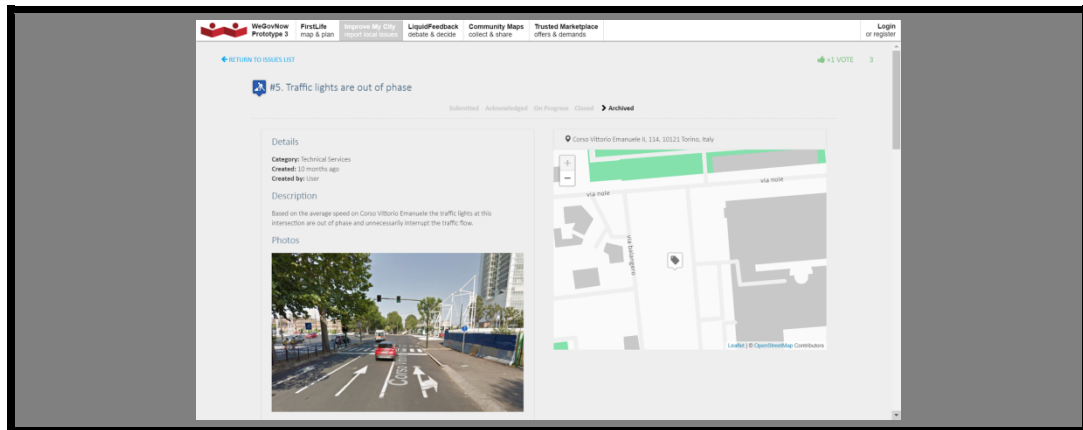 WeGovNow
Prototype 3
FirstLife
map & plan
Improve My City
report local issues
LiquidFeedback
debate & decide
Community Maps
collect & share
Trusted Marketplace
offers & demands
Login
or register
RETURN TO ISSUES LIST
+1 VOTE 3
#5. Traffic lights are out of phase
Submitted Acknowledged On Progress Closed Archived
Details
Category: Technical Services
Created: 10 months ago
Created by: User
Description
Based on the average speed on Corso Vittorio Emanuele the traffic lights at this
intersection are out of phase and unnecessarily interrupt the traffic flow.
Photos
Corso Vitt
Corso Vittorio Emanuele II, 114, 10121 Torino, Italy
+
−
via nole
via nole
via balangero
Leaflet | © OpenStreetMap Contributors